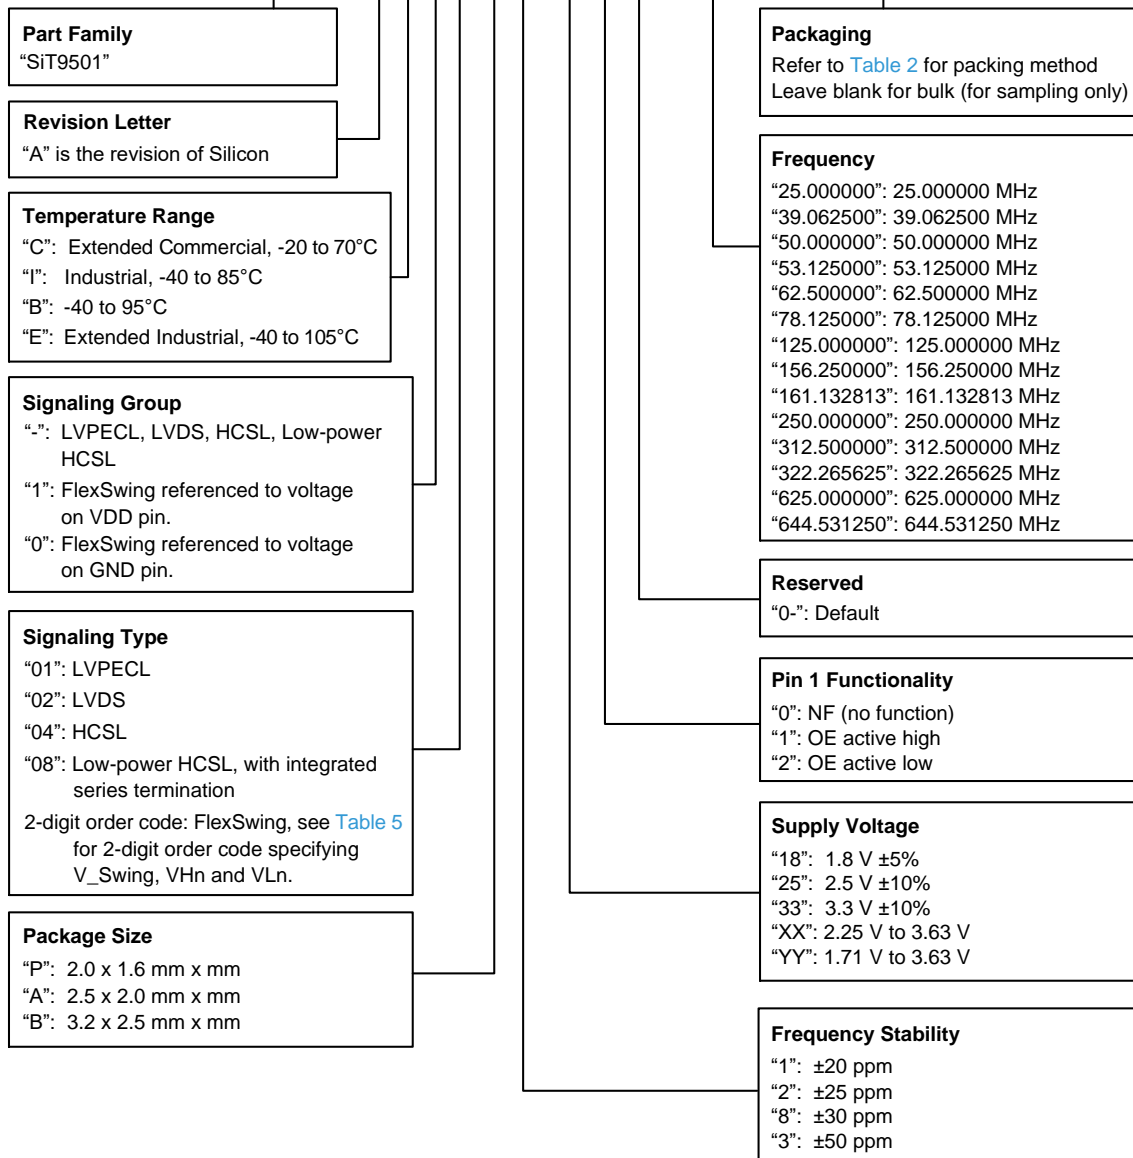 Part Family
“SiT9501”
Revision Letter
“A” is the revision of Silicon
Temperature Range
“C”: Extended Commercial, -20 to 70°C
“I”: Industrial, -40 to 85°C
“B”: -40 to 95°C
“E”: Extended Industrial, -40 to 105°C
Signaling Group
“-”: LVPECL, LVDS, HCSL, Low-power
HCSL
“1”: FlexSwing referenced to voltage
on VDD pin.
“0”: FlexSwing referenced to voltage
on GND pin.
Signaling Type
“01”: LVPECL
“02”: LVDS
“04”: HCSL
“08”: Low-power HCSL, with integrated
series termination
2-digit order code: FlexSwing, see Table 5
for 2-digit order code specifying
V_Swing, VHn and VLn.
Package Size
“P”: 2.0 x 1.6 mm x mm
“A”: 2.5 x 2.0 mm x mm
“B”: 3.2 x 2.5 mm x mm
Packaging
Refer to Table 2 for packing method
Leave blank for bulk (for sampling only)
Frequency
“25.000000”: 25.000000 MHz
“39.062500”: 39.062500 MHz
“50.000000”: 50.000000 MHz
“53.125000”: 53.125000 MHz
“62.500000”: 62.500000 MHz
“78.125000”: 78.125000 MHz
“125.000000”: 125.000000 MHz
“156.250000”: 156.250000 MHz
“161.132813”: 161.132813 MHz
“250.000000”: 250.000000 MHz
“312.500000”: 312.500000 MHz
“322.265625”: 322.265625 MHz
“625.000000”: 625.000000 MHz
“644.531250”: 644.531250 MHz
Reserved
“0-”: Default
Pin 1 Functionality
“0”: NF (no function)
“1”: OE active high
“2”: OE active low
Supply Voltage
“18”: 1.8 V ±5%
“25”: 2.5 V ±10%
“33”: 3.3 V ±10%
“XX”: 2.25 V to 3.63 V
“YY”: 1.71 V to 3.63 V
Frequency Stability
“1”: ±20 ppm
“2”: ±25 ppm
“8”: ±30 ppm
“3”: ±50 ppm